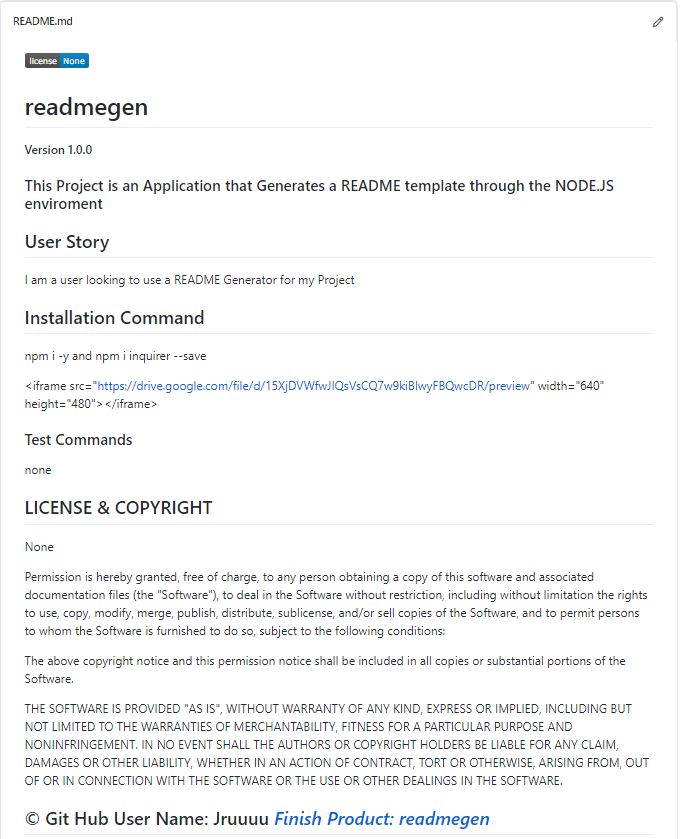 README.md
license None
readmegen
Version 1.0.0
This Project is an Application that Generates a README template through the NODE.JS
enviroment
User Story
I am a user looking to use a README Generator for my Project
Installation Command
npm i -y and npm i inquirer --save
<iframe src="https://drive.google.com/file/d/15XjDVWfwJIQsVsCQ7w9kiBlwyFBQwcDR/preview" width="640"
height="480"></iframe>
Test Commands
none
LICENSE & COPYRIGHT
None
Permission is hereby granted, free of charge, to any person obtaining a copy of this software and associated
documentation files (the "Software"), to deal in the Software without restriction, including without limitation the rights
to use, copy, modify, merge, publish, distribute, sublicense, and/or sell copies of the Software, and to permit persons
to whom the Software is furnished to do so, subject to the following conditions:
The above copyright notice and this permission notice shall be included in all copies or substantial portions of the
Software.
THE SOFTWARE IS PROVIDED "AS IS", WITHOUT WARRANTY OF ANY KIND, EXPRESS OR IMPLIED, INCLUDING BUT
NOT LIMITED TO THE WARRANTIES OF MERCHANTABILITY, FITNESS FOR A PARTICULAR PURPOSE AND
NONINFRINGEMENT. IN NO EVENT SHALL THE AUTHORS OR COPYRIGHT HOLDERS BE LIABLE FOR ANY CLAIM,
DAMAGES OR OTHER LIABILITY, WHETHER IN AN ACTION OF CONTRACT, TORT OR OTHERWISE, ARISING FROM, OUT
OF OR IN CONNECTION WITH THE SOFTWARE OR THE USE OR OTHER DEALINGS IN THE SOFTWARE.
© Git Hub User Name: Jruuuu Finish Product: readmegen